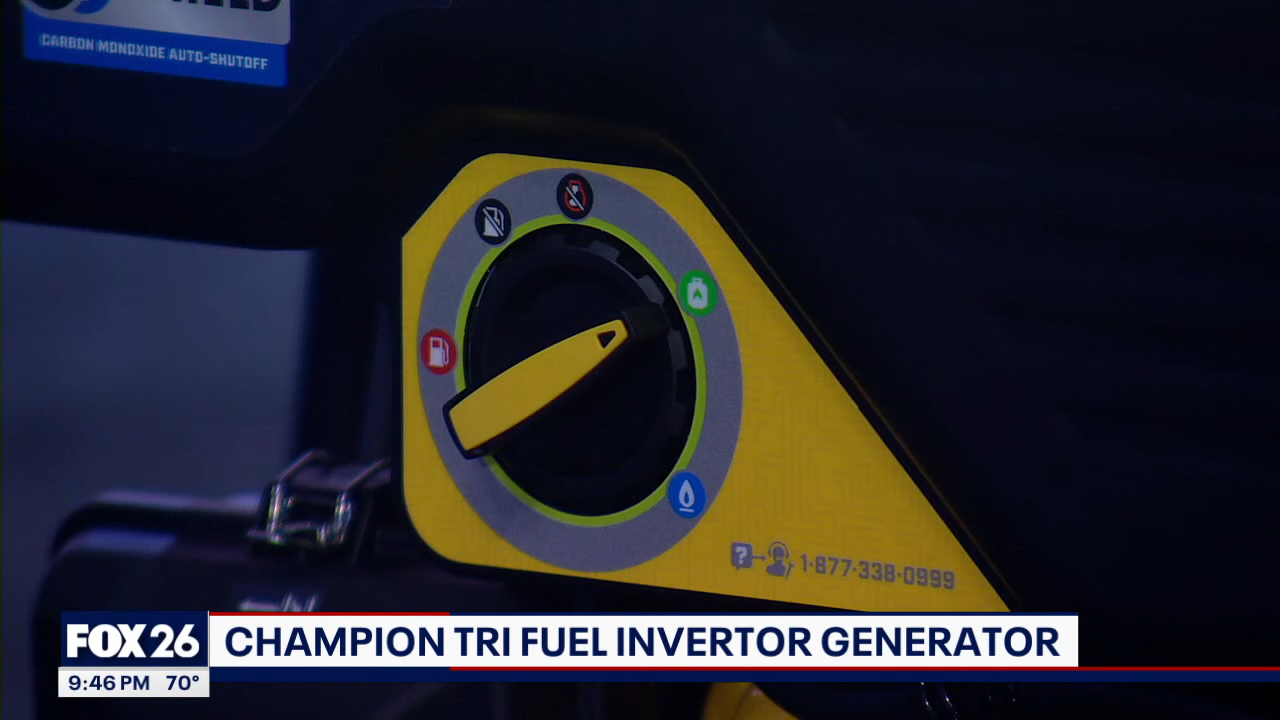 CARBON MONOXIDE AUTO-SHUTOFF
?
1-877-338-0999
FOX 26
CHAMPION TRI FUEL INVERTOR GENERATOR
9:46 PM 70°